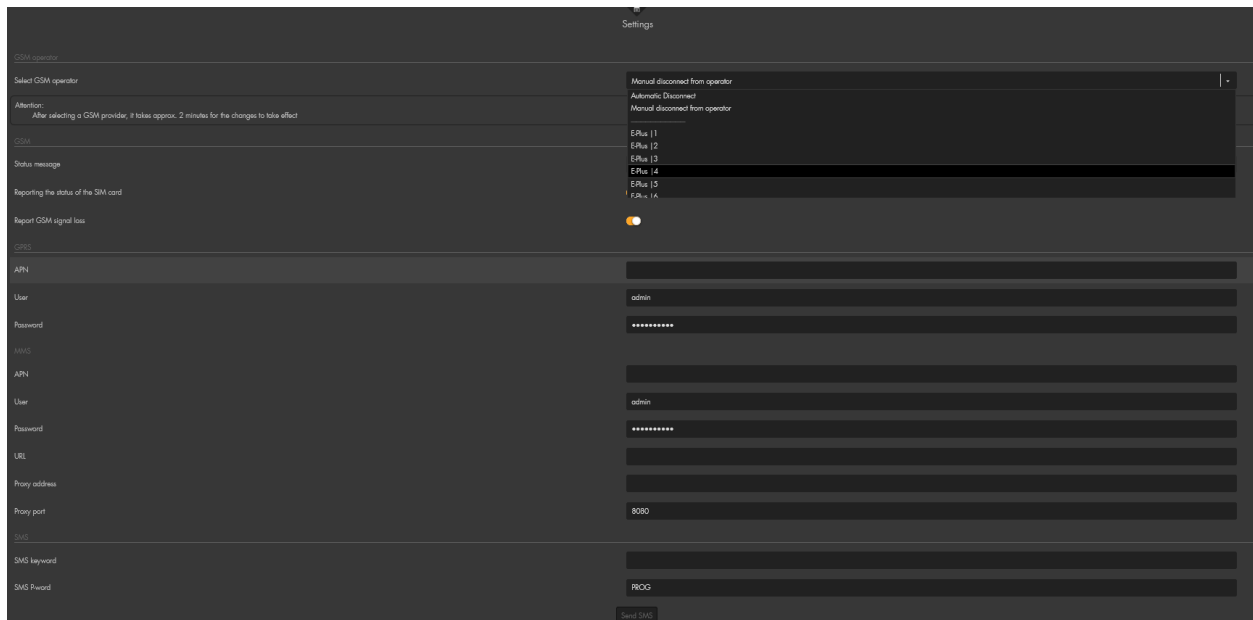 Settings
GSM operator
Select GSM operator
Manual disconnect from operator
Automatic Disconnect
Manual disconnect from operator
Attention:
After selecting a GSM provider, it takes approx. 2 minutes for the changes to take effect
E-Plus |1
E-Plus |2
E-Plus |3
E-Plus |4
E-Plus |5
E-Plus |6
GSM
Status message
Reporting the status of the SIM card
Report GSM signal loss
GPRS
APN
User admin
Password ••••••••••
MMS
APN
User admin
Password ••••••••••
URL
Proxy address
Proxy port 8080
SMS
SMS keyword
SMS P-word PROG
Send SMS